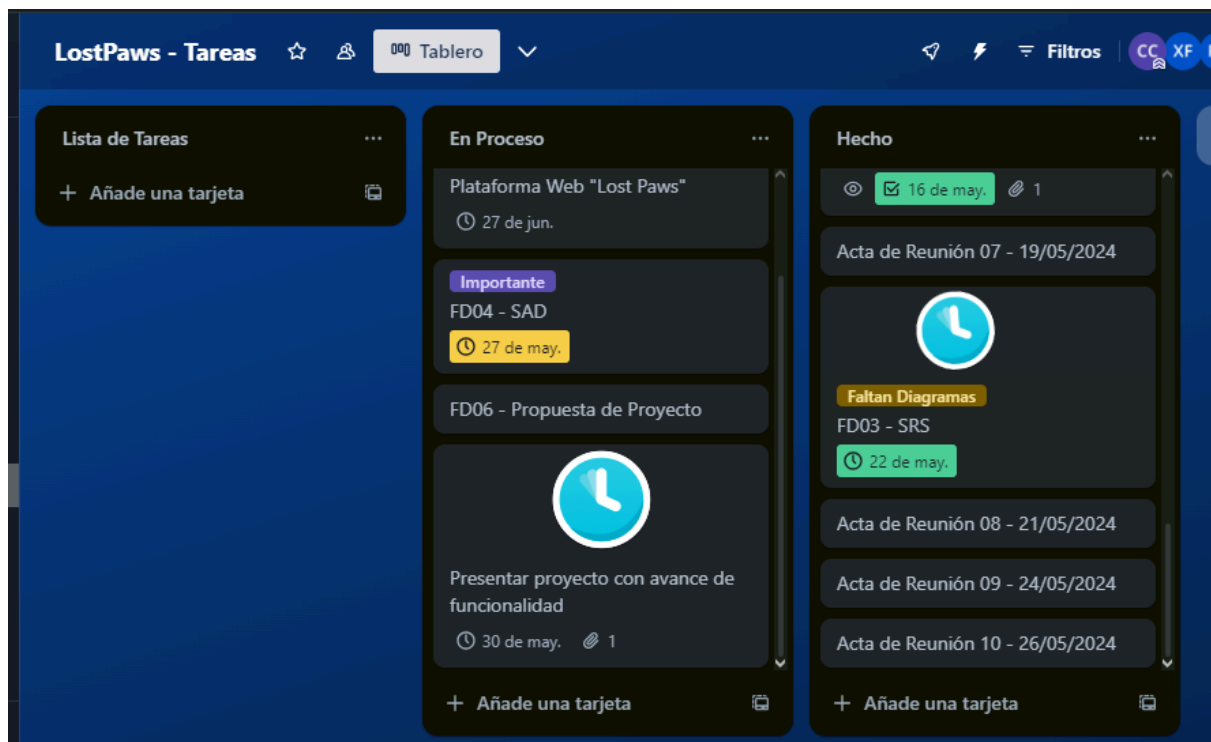 LostPaws - Tareas
Tablero
Filtros
CC
XF
Lista de Tareas
Añade una tarjeta
En Proceso
Plataforma Web "Lost Paws"
27 de jun.
Importante
FD04 - SAD
27 de may.
FD06 - Propuesta de Proyecto
Presentar proyecto con avance de
funcionalidad
30 de may. 1
Añade una tarjeta
Hecho
16 de may. 1
Acta de Reunión 07 - 19/05/2024
Faltan Diagramas
FD03 - SRS
22 de may.
Acta de Reunión 08 - 21/05/2024
Acta de Reunión 09 - 24/05/2024
Acta de Reunión 10 - 26/05/2024
Añade una tarjeta